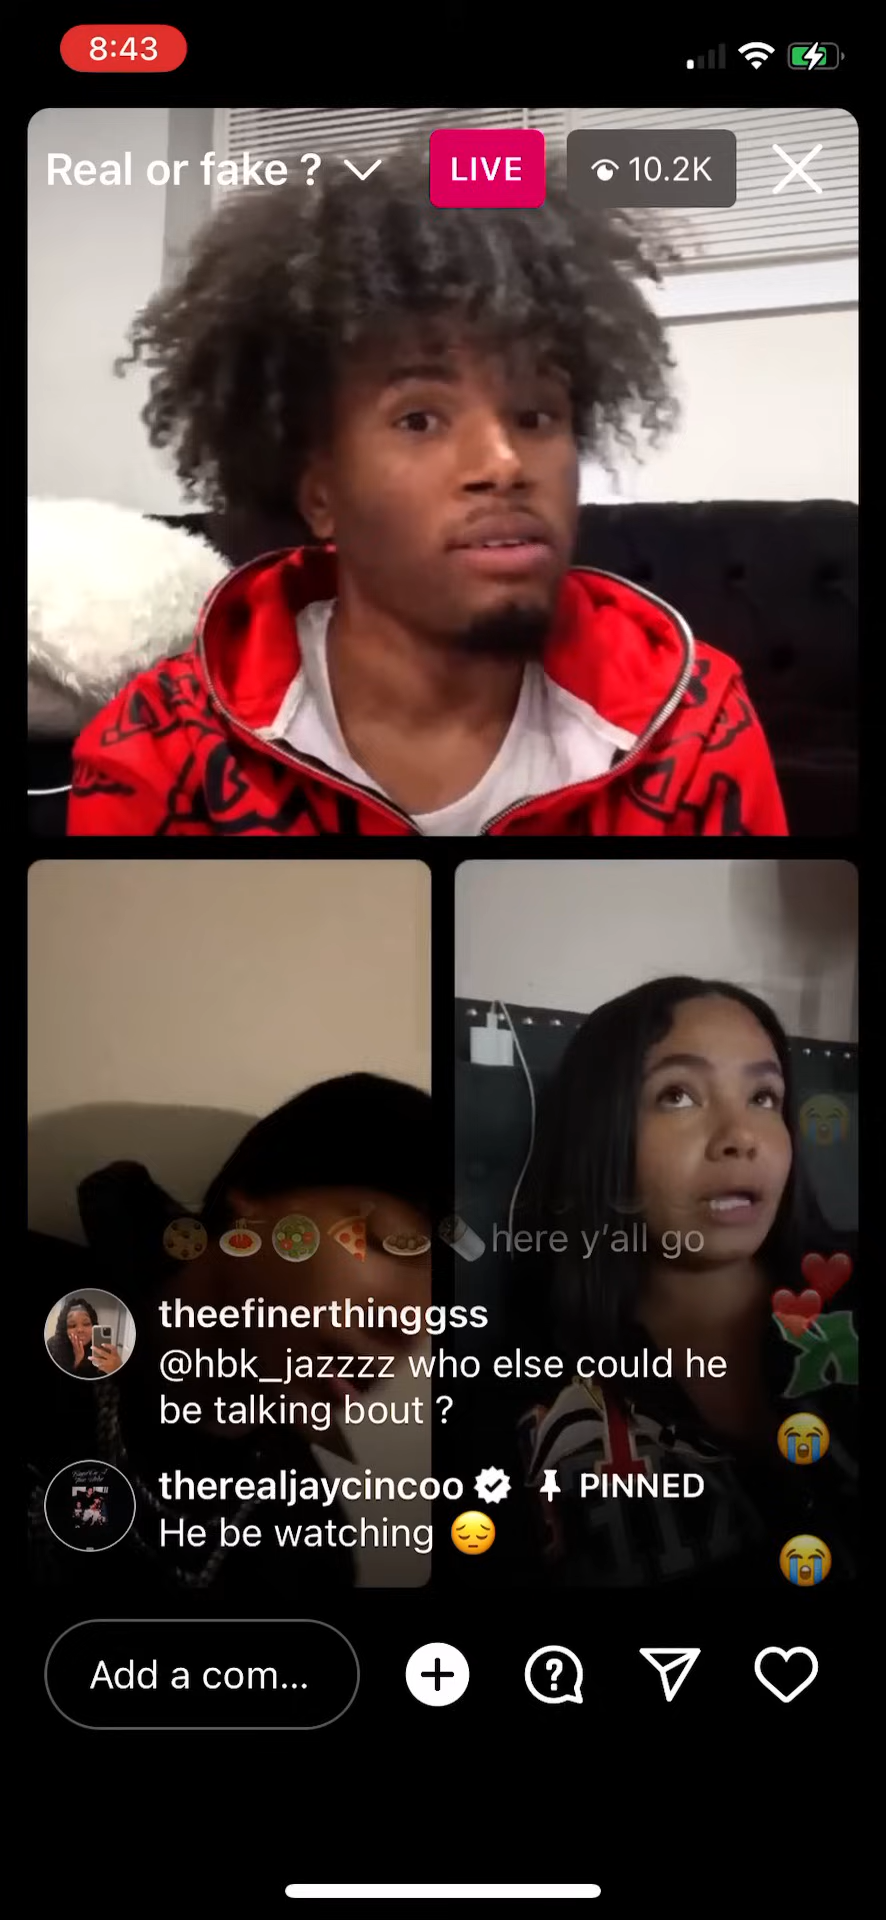 8:43
Real or fake ?
LIVE
10.2K
here y'all go
theefinerthinggss
@hbk_jazzzz who else could he
be talking bout ?
therealjaycincoo PINNED
He be watching 😔
Add a com...